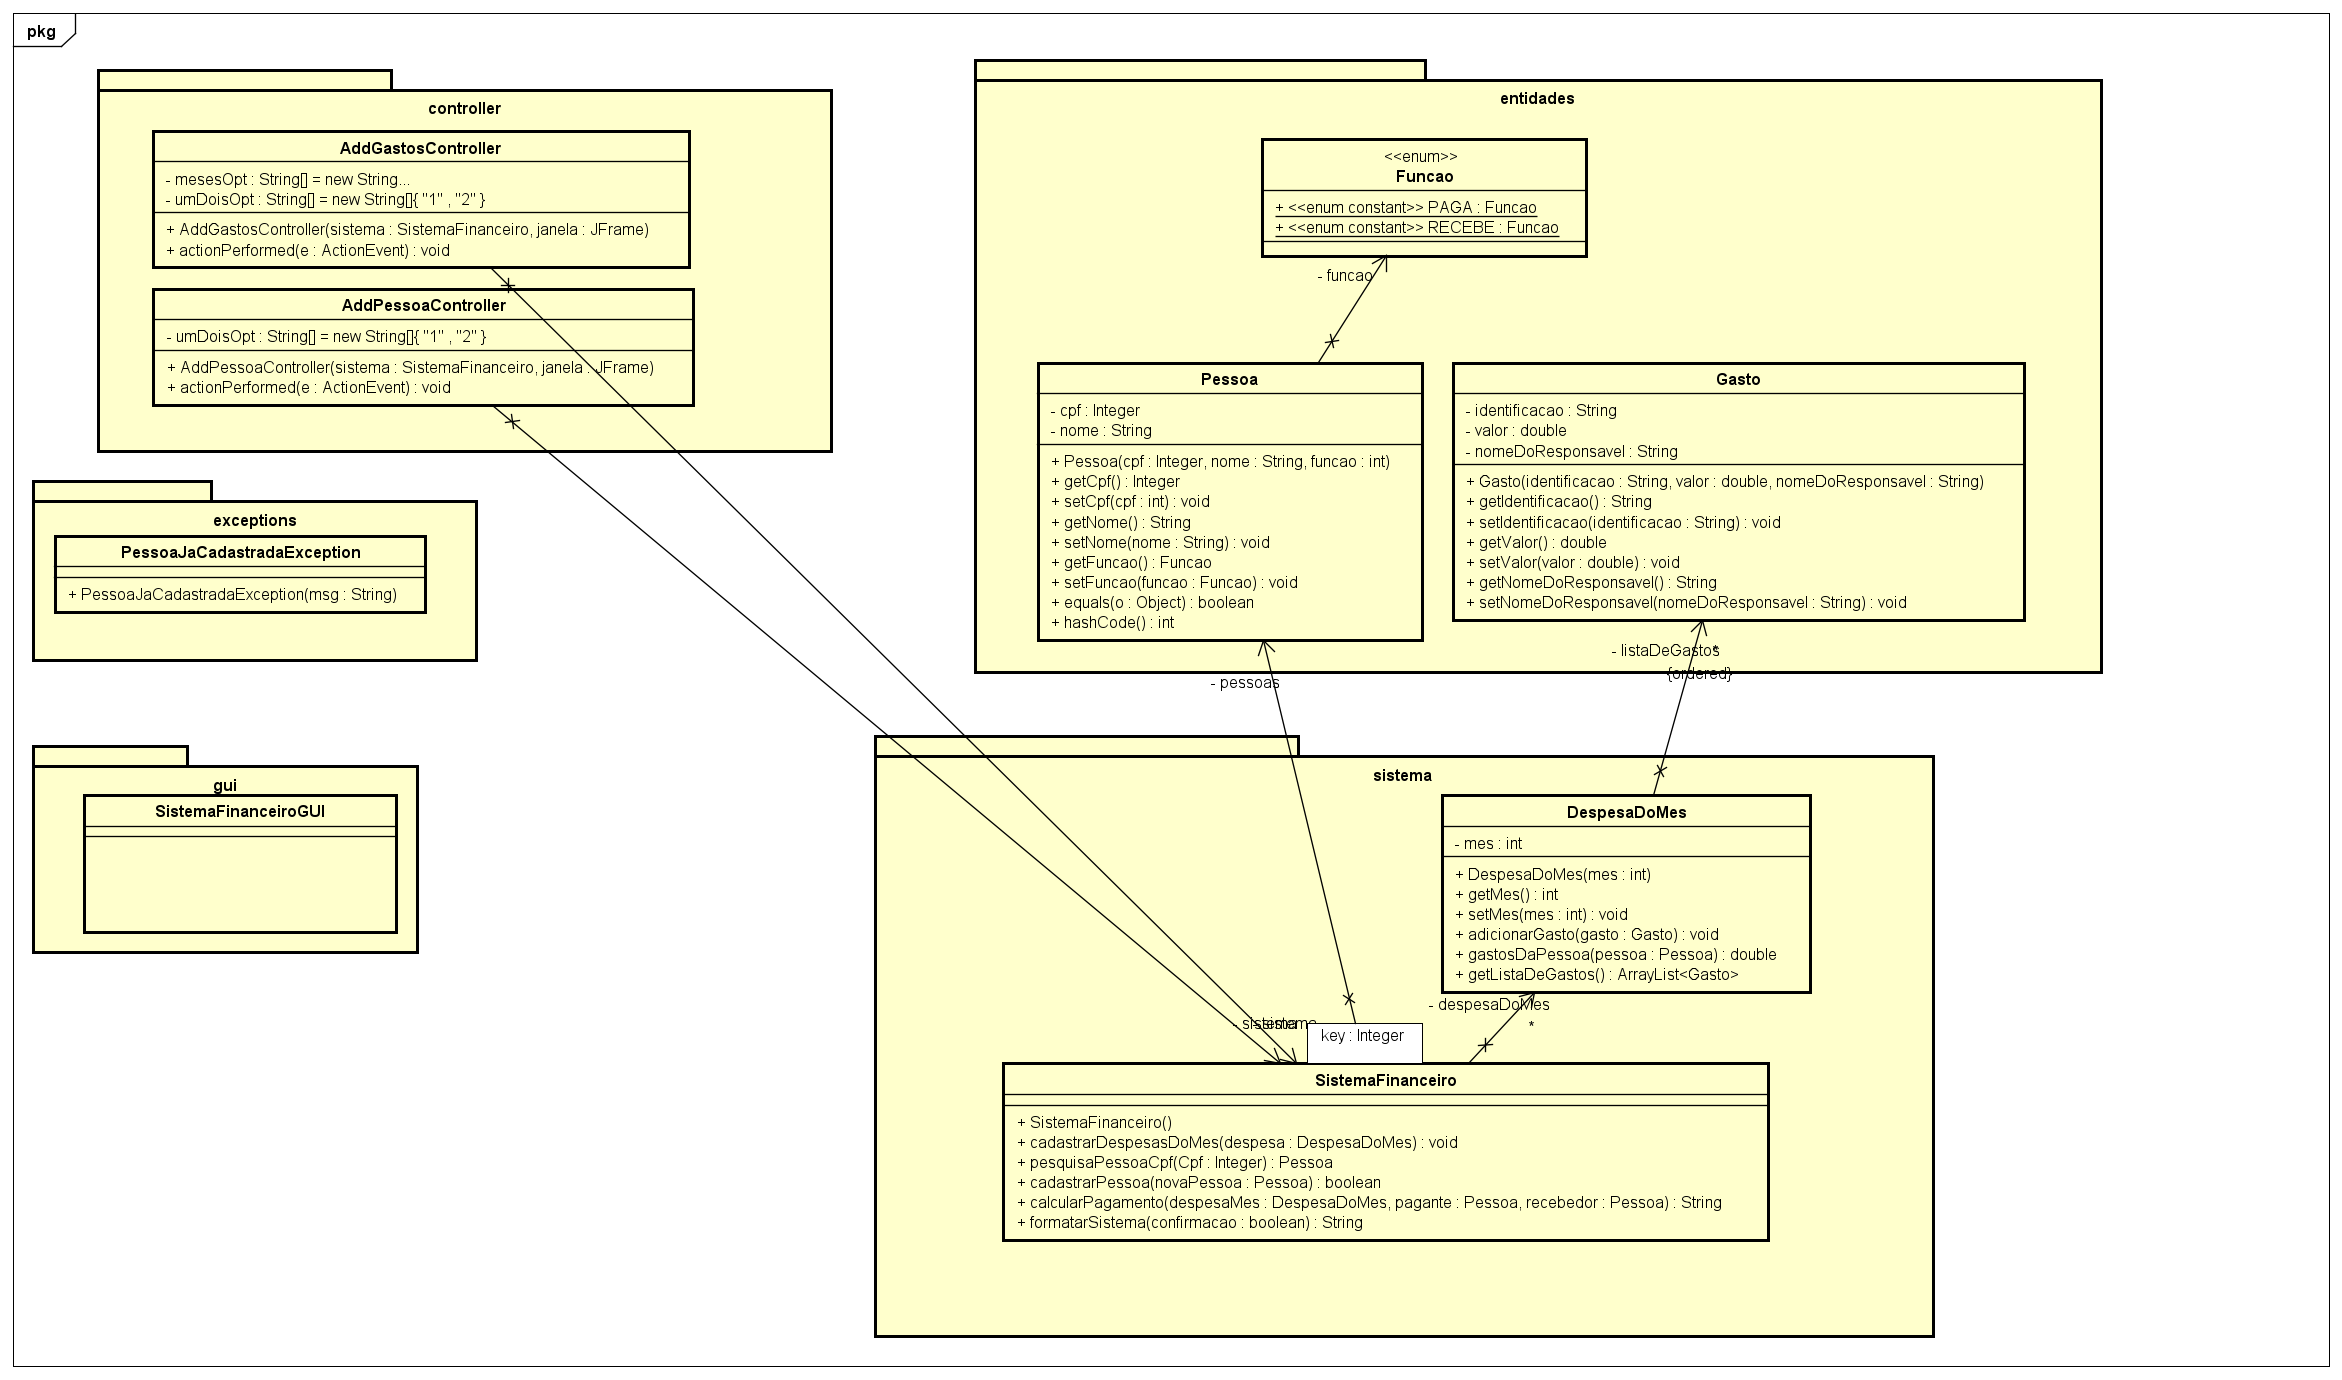 pkg
controller
AddGastosController
- mesesOpt : String[] = new String...
- umDoisOpt : String[] = new String[]{ "1" , "2" }
+ AddGastosController(sistema : SistemaFinanceiro, janela : JFrame)
+ actionPerformed(e : ActionEvent) : void
AddPessoaController
- umDoisOpt : String[] = new String[]{ "1" , "2" }
+ AddPessoaController(sistema : SistemaFinanceiro, janela : JFrame)
+ actionPerformed(e : ActionEvent) : void
exceptions
PessoaJaCadastradaException
+ PessoaJaCadastradaException(msg : String)
gui
SistemaFinanceiroGUI
entidades
<<enum>>
Funcao
+ <<enum constant>> PAGA : Funcao
+ <<enum constant>> RECEBE : Funcao
- funcao
Pessoa
- cpf : Integer
- nome : String
+ Pessoa(cpf : Integer, nome : String, funcao : int)
+ getCpf() : Integer
+ setCpf(cpf : int) : void
+ getNome() : String
+ setNome(nome : String) : void
+ getFuncao() : Funcao
+ setFuncao(funcao : Funcao) : void
+ equals(o : Object) : boolean
+ hashCode() : int
Gasto
- identificacao : String
- valor : double
- nomeDoResponsavel : String
+ Gasto(identificacao : String, valor : double, nomeDoResponsavel : String)
+ getIdentificacao() : String
+ setIdentificacao(identificacao : String) : void
+ getValor() : double
+ setValor(valor : double) : void
+ getNomeDoResponsavel() : String
+ setNomeDoResponsavel(nomeDoResponsavel : String) : void
- listaDeGastos
*
{ordered}
- pessoas
sistema
DespesaDoMes
- mes : int
+ DespesaDoMes(mes : int)
+ getMes() : int
+ setMes(mes : int) : void
+ adicionarGasto(gasto : Gasto) : void
+ gastosDaPessoa(pessoa : Pessoa) : double
+ getListaDeGastos() : ArrayList<Gasto>
- despesaDoMes
*
- sistema
- sistema
key : Integer
SistemaFinanceiro
+ SistemaFinanceiro()
+ cadastrarDespesasDoMes(despesa : DespesaDoMes) : void
+ pesquisaPessoaCpf(Cpf : Integer) : Pessoa
+ cadastrarPessoa(novaPessoa : Pessoa) : boolean
+ calcularPagamento(despesaMes : DespesaDoMes, pagante : Pessoa, recebedor : Pessoa) : String
+ formatarSistema(confirmacao : boolean) : String